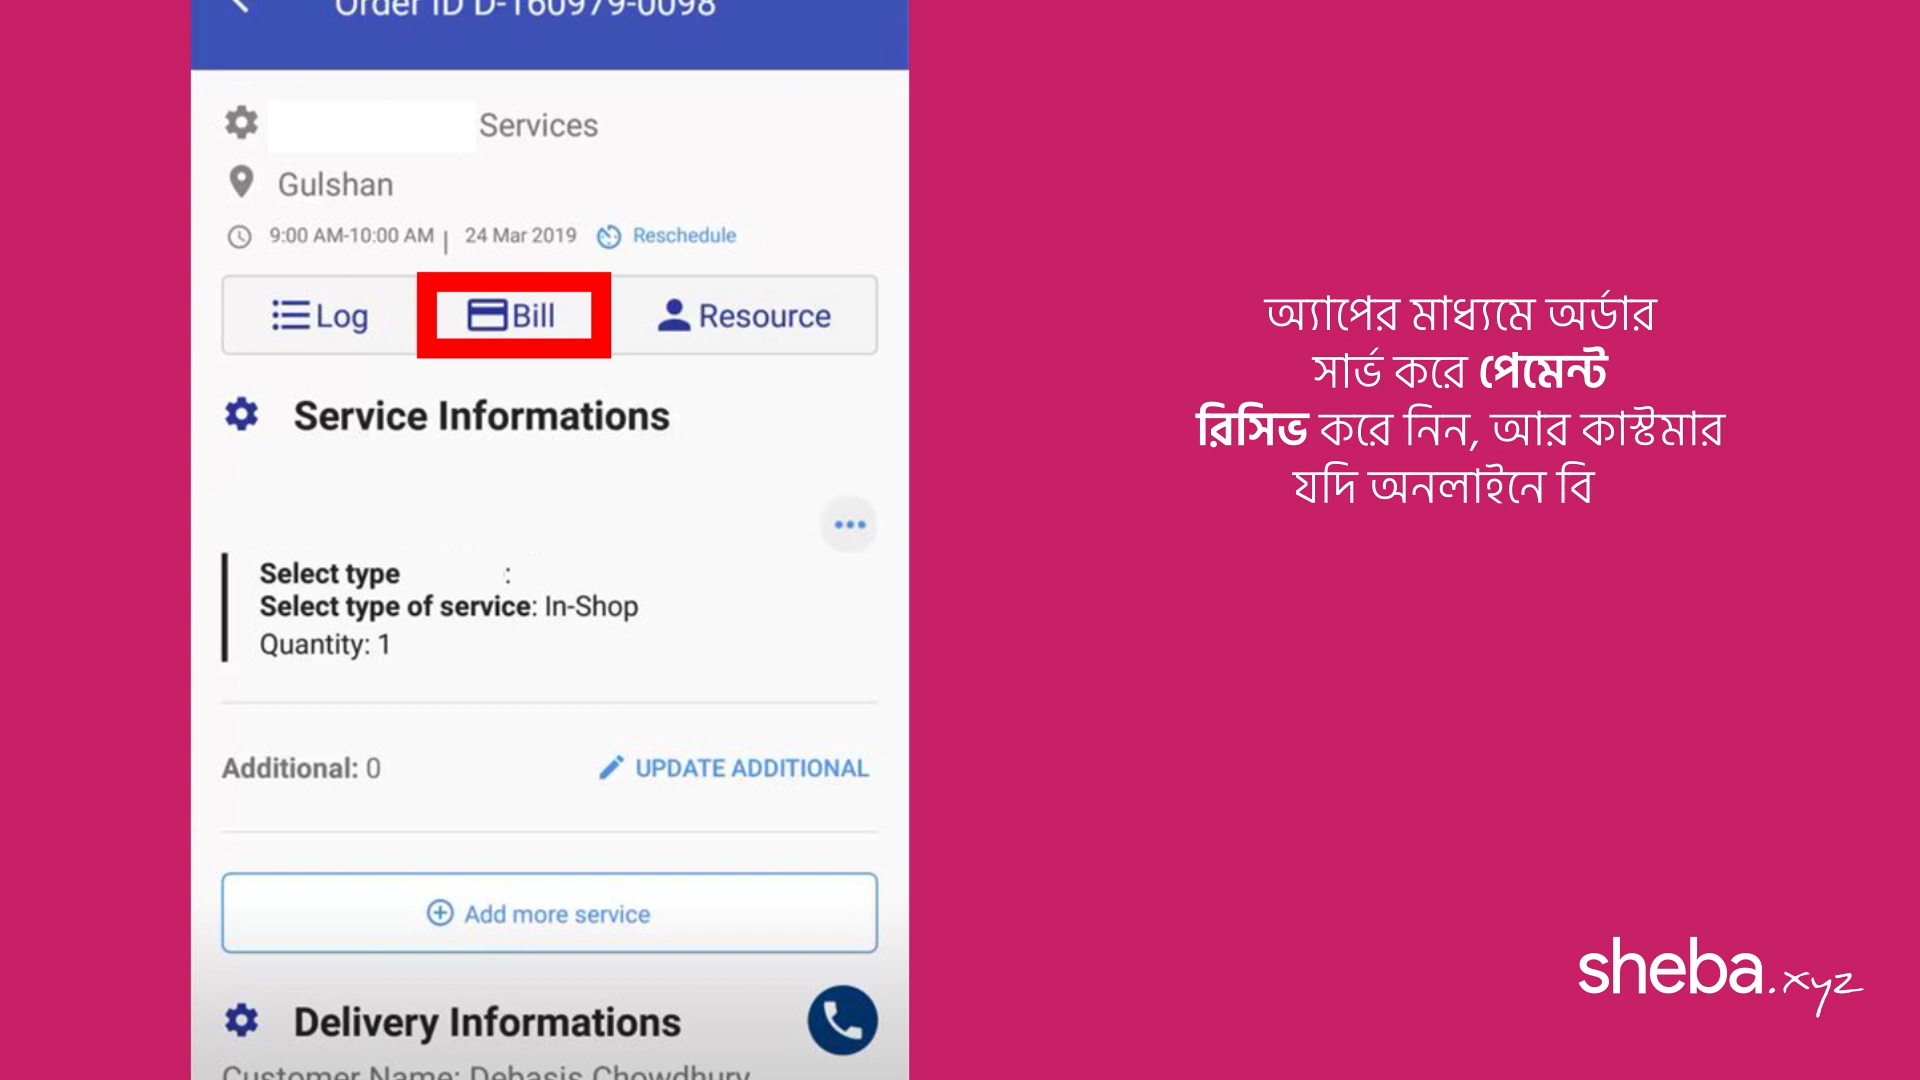 Order ID D-160979-0098
Services
Gulshan
9:00 AM-10:00 AM | 24 Mar 2019 Reschedule
Log Bill Resource
Service Informations
Select type :
Select type of service: In-Shop
Quantity: 1
Additional: 0 UPDATE ADDITIONAL
Add more service
Delivery Informations
Customer Name: Debasis Chowdhury
অ্যাপের মাধ্যমে অর্ডার
সার্ভ করে পেমেন্ট
রিসিভ করে নিন, আর কাস্টমার
যদি অনলাইনে বি
sheba.xyz